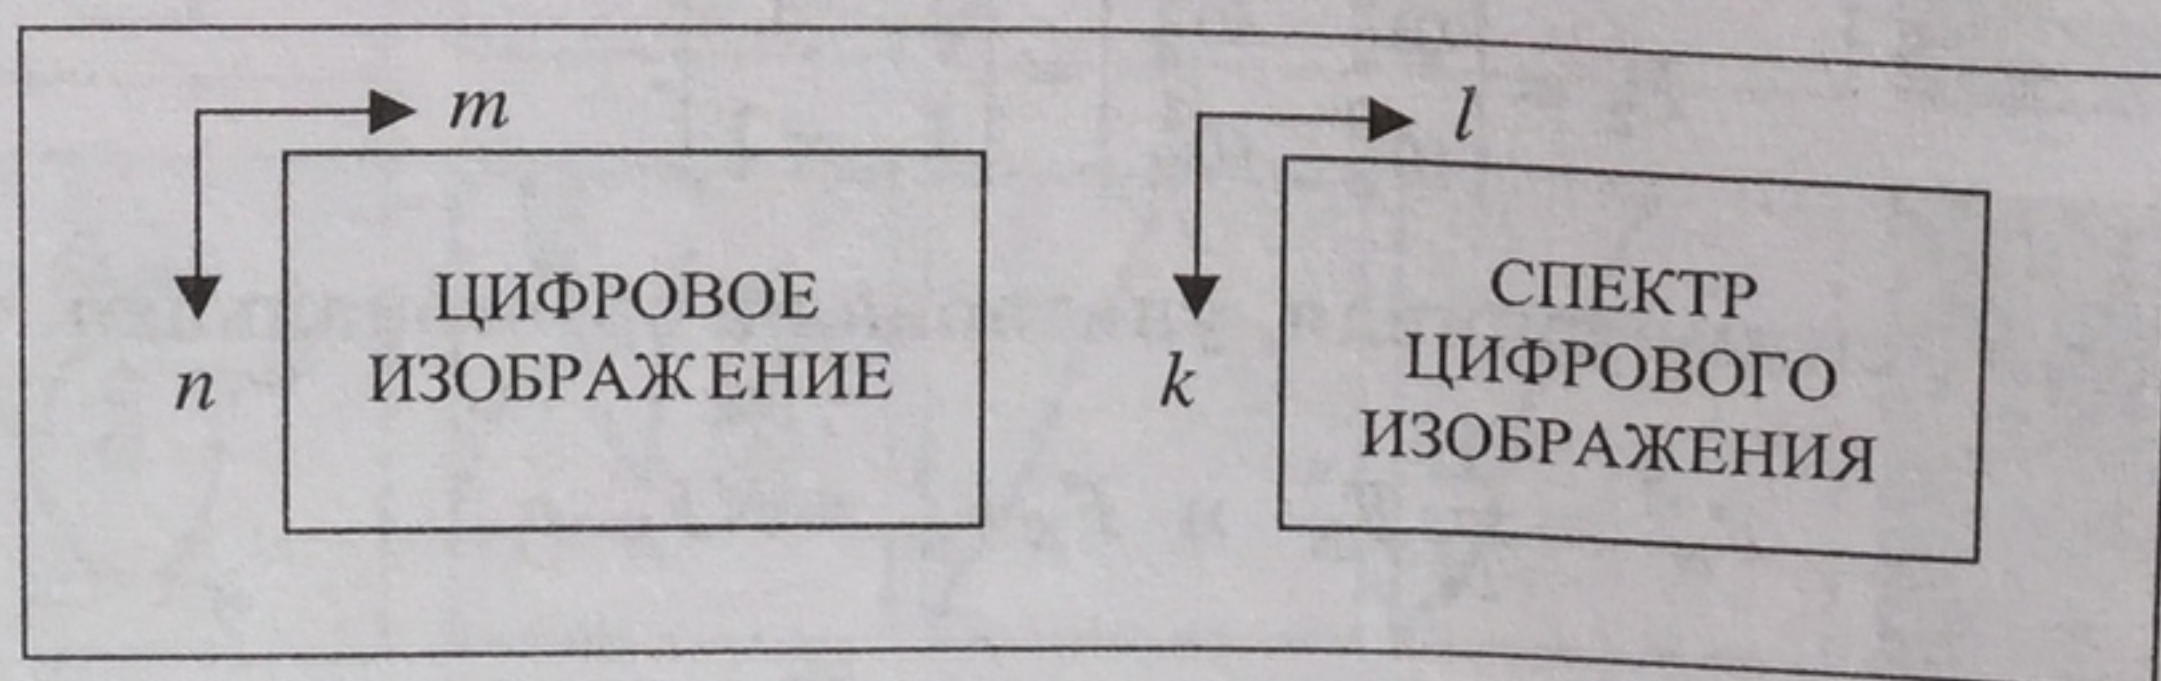 m
n
ЦИФРОВОЕ
ИЗОБРАЖЕНИЕ
l
k
СПЕКТР
ЦИФРОВОГО
ИЗОБРАЖЕНИЯ